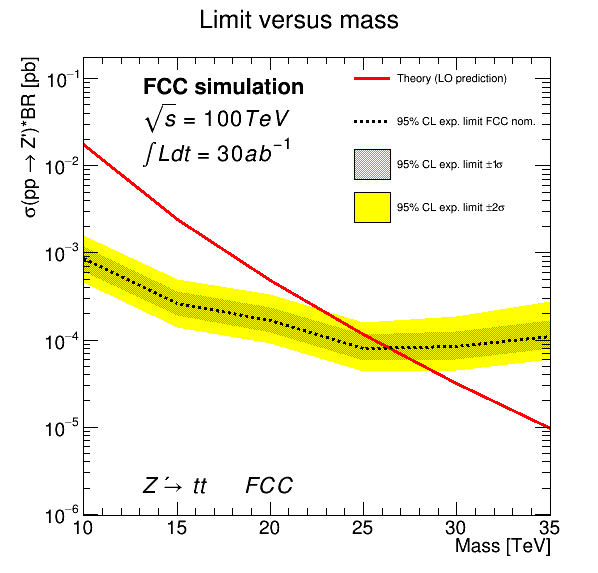 Limit versus mass
σ(pp → Z')*BR [pb]
10⁻¹
10⁻²
10⁻³
10⁻⁴
10⁻⁵
10⁻⁶
FCC simulation
√s = 100TeV
∫Ldt = 30ab⁻¹
Theory (LO prediction)
95% CL exp. limit FCC nom.
95% CL exp. limit ±1σ
95% CL exp. limit ±2σ
Z´→ tt FCC
10 15 20 25 30 35
Mass [TeV]